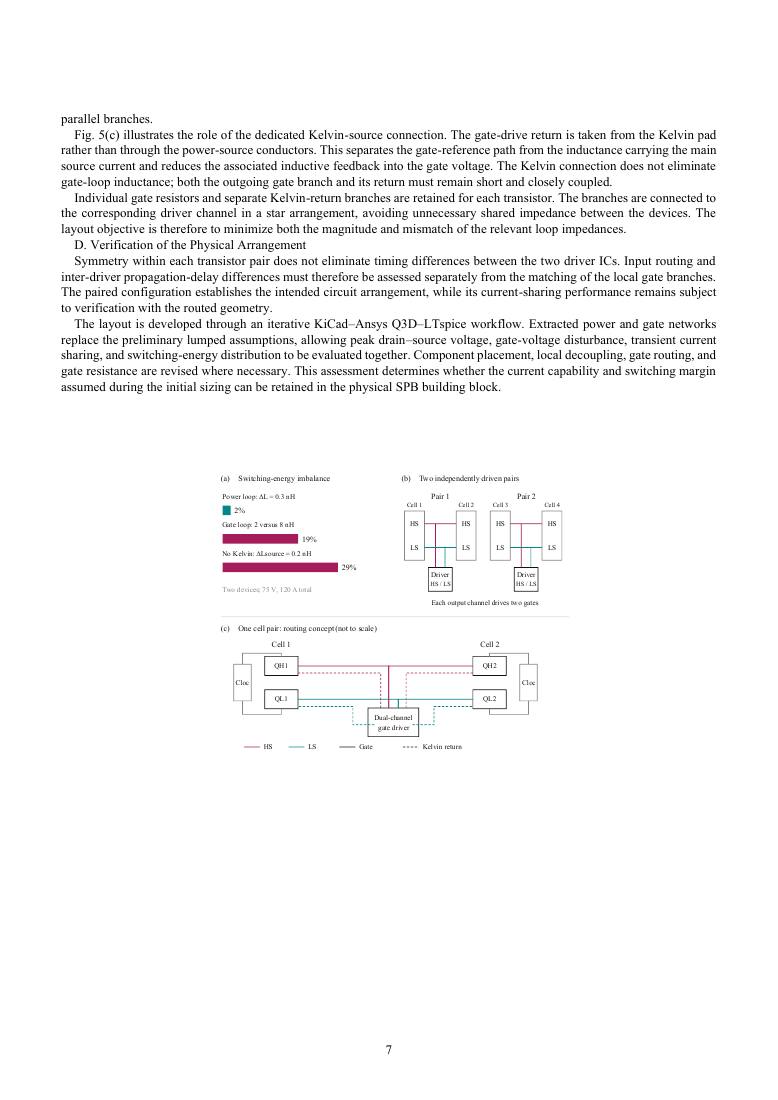 parallel branches.
Fig. 5(c) illustrates the role of the dedicated Kelvin-source connection. The gate-drive return is taken from the Kelvin pad
rather than through the power-source conductors. This separates the gate-reference path from the inductance carrying the main
source current and reduces the associated inductive feedback into the gate voltage. The Kelvin connection does not eliminate
gate-loop inductance; both the outgoing gate branch and its return must remain short and closely coupled.
Individual gate resistors and separate Kelvin-return branches are retained for each transistor. The branches are connected to
the corresponding driver channel in a star arrangement, avoiding unnecessary shared impedance between the devices. The
layout objective is therefore to minimize both the magnitude and mismatch of the relevant loop impedances.
D. Verification of the Physical Arrangement
Symmetry within each transistor pair does not eliminate timing differences between the two driver ICs. Input routing and
inter-driver propagation-delay differences must therefore be assessed separately from the matching of the local gate branches.
The paired configuration establishes the intended circuit arrangement, while its current-sharing performance remains subject
to verification with the routed geometry.
The layout is developed through an iterative KiCad–Ansys Q3D–LTspice workflow. Extracted power and gate networks
replace the preliminary lumped assumptions, allowing peak drain–source voltage, gate-voltage disturbance, transient current
sharing, and switching-energy distribution to be evaluated together. Component placement, local decoupling, gate routing, and
gate resistance are revised where necessary. This assessment determines whether the current capability and switching margin
assumed during the initial sizing can be retained in the physical SPB building block.
(a) Switching-energy imbalance
Power loop: ΔL = 0.3 nH
2%
Gate loop: 2 versus 8 nH
19%
No Kelvin: ΔLsource = 0.2 nH
29%
Two devices; 75 V, 120 A total
(b) Two independently driven pairs
Pair 1 Pair 2
Cell 1 Cell 2 Cell 3 Cell 4
HS HS HS HS
LS LS LS LS
Driver Driver
HS / LS HS / LS
Each output channel drives two gates
(c) One cell pair: routing concept (not to scale)
Cell 1 Cell 2
QH1 QH2
Cloc Cloc
QL1 QL2
Dual-channel
gate driver
HS LS Gate Kelvin return
7